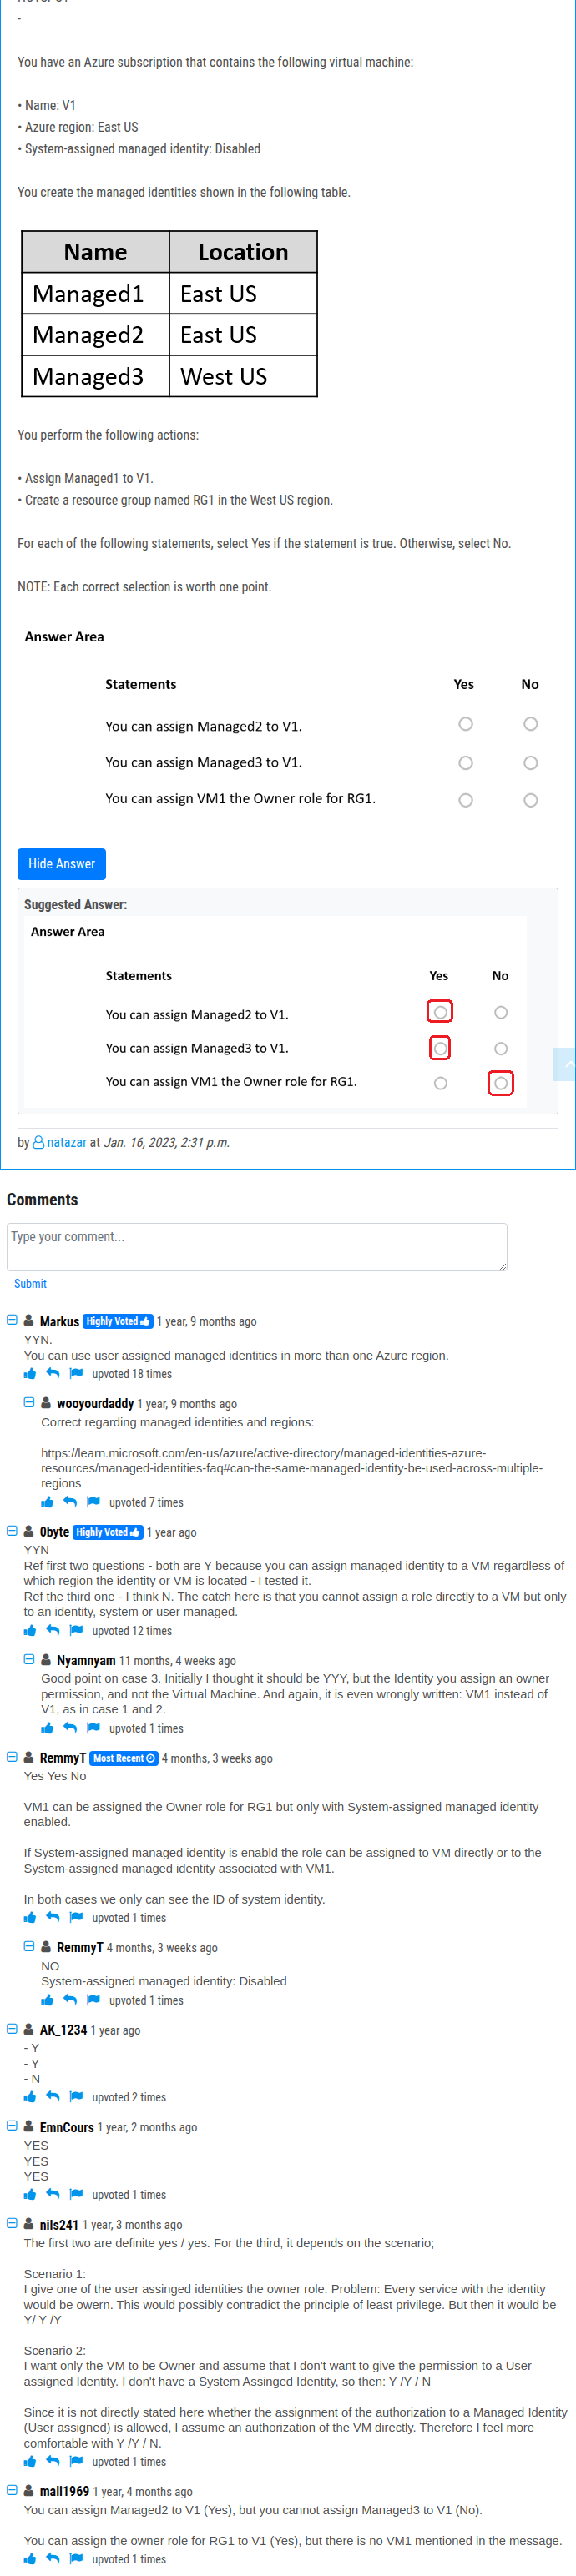 -
You have an Azure subscription that contains the following virtual machine:
• Name: V1
• Azure region: East US
• System-assigned managed identity: Disabled
You create the managed identities shown in the following table.
Name Location
Managed1 East US
Managed2 East US
Managed3 West US
You perform the following actions:
• Assign Managed1 to V1.
• Create a resource group named RG1 in the West US region.
For each of the following statements, select Yes if the statement is true. Otherwise, select No.
NOTE: Each correct selection is worth one point.
Answer Area
Statements Yes No
You can assign Managed2 to V1.
You can assign Managed3 to V1.
You can assign VM1 the Owner role for RG1.
Hide Answer
Suggested Answer:
Answer Area
Statements Yes No
You can assign Managed2 to V1.
You can assign Managed3 to V1.
You can assign VM1 the Owner role for RG1.
by natazar at Jan. 16, 2023, 2:31 p.m.
Comments
Type your comment...
Submit
Markus Highly Voted 1 year, 9 months ago
YYN.
You can use user assigned managed identities in more than one Azure region.
upvoted 18 times
wooyourdaddy 1 year, 9 months ago
Correct regarding managed identities and regions:
https://learn.microsoft.com/en-us/azure/active-directory/managed-identities-azure-
resources/managed-identities-faq#can-the-same-managed-identity-be-used-across-multiple-
regions
upvoted 7 times
0byte Highly Voted 1 year ago
YYN
Ref first two questions - both are Y because you can assign managed identity to a VM regardless of
which region the identity or VM is located - I tested it.
Ref the third one - I think N. The catch here is that you cannot assign a role directly to a VM but only
to an identity, system or user managed.
upvoted 12 times
Nyamnyam 11 months, 4 weeks ago
Good point on case 3. Initially I thought it should be YYY, but the Identity you assign an owner
permission, and not the Virtual Machine. And again, it is even wrongly written: VM1 instead of
V1, as in case 1 and 2.
upvoted 1 times
RemmyT Most Recent 4 months, 3 weeks ago
Yes Yes No
VM1 can be assigned the Owner role for RG1 but only with System-assigned managed identity
enabled.
If System-assigned managed identity is enabld the role can be assigned to VM directly or to the
System-assigned managed identity associated with VM1.
In both cases we only can see the ID of system identity.
upvoted 1 times
RemmyT 4 months, 3 weeks ago
NO
System-assigned managed identity: Disabled
upvoted 1 times
AK_1234 1 year ago
- Y
- Y
- N
upvoted 2 times
EmnCours 1 year, 2 months ago
YES
YES
YES
upvoted 1 times
nils241 1 year, 3 months ago
The first two are definite yes / yes. For the third, it depends on the scenario;
Scenario 1:
I give one of the user assinged identities the owner role. Problem: Every service with the identity
would be owern. This would possibly contradict the principle of least privilege. But then it would be
Y/ Y /Y
Scenario 2:
I want only the VM to be Owner and assume that I don't want to give the permission to a User
assigned Identity. I don't have a System Assinged Identity, so then: Y /Y / N
Since it is not directly stated here whether the assignment of the authorization to a Managed Identity
(User assigned) is allowed, I assume an authorization of the VM directly. Therefore I feel more
comfortable with Y /Y / N.
upvoted 1 times
mali1969 1 year, 4 months ago
You can assign Managed2 to V1 (Yes), but you cannot assign Managed3 to V1 (No).
You can assign the owner role for RG1 to V1 (Yes), but there is no VM1 mentioned in the message.
upvoted 1 times